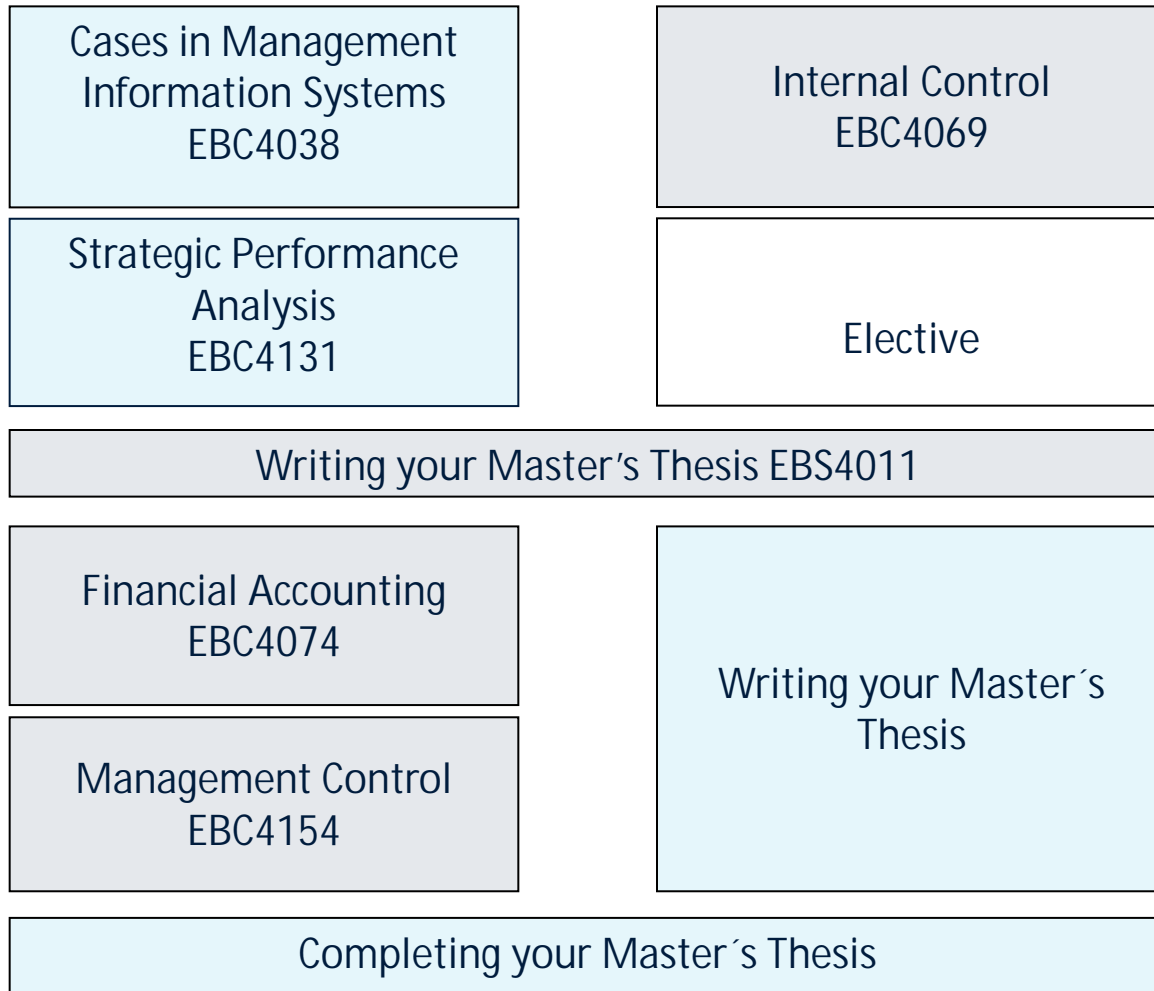 Cases in Management
Information Systems
EBC4038
Internal Control
EBC4069
Strategic Performance
Analysis
EBC4131
Elective
Writing your Master’s Thesis EBS4011
Financial Accounting
EBC4074
Writing your Master´s
Thesis
Management Control
EBC4154
Completing your Master´s Thesis